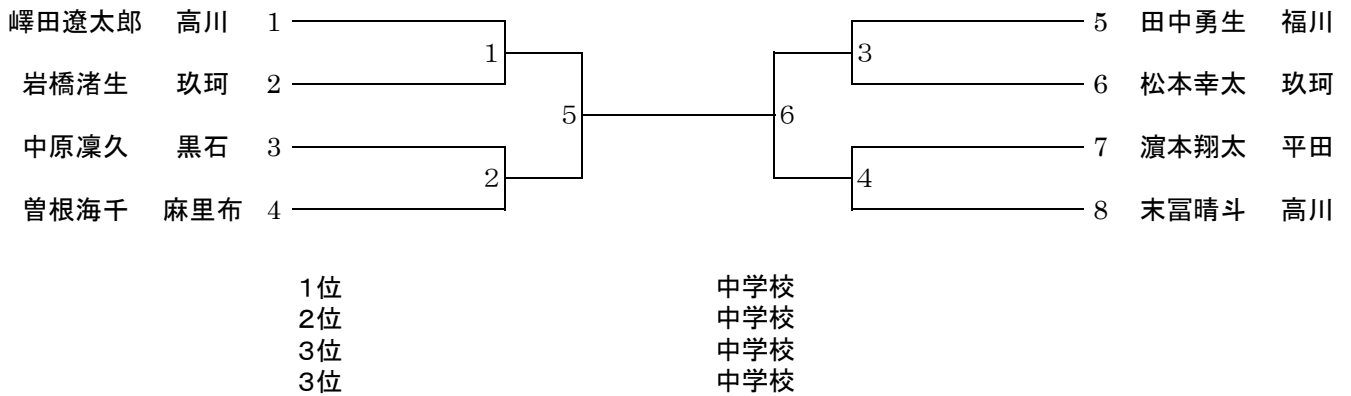 嶧田遼太郎 高川 1
5 田中勇生 福川
1
3
岩橋渚生 玖珂 2
6 松本幸太 玖珂
5
6
中原凜久 黒石 3
7 濵本翔太 平田
2
4
曽根海千 麻里布 4
8 末冨晴斗 高川
1位 中学校
2位 中学校
3位 中学校
3位 中学校